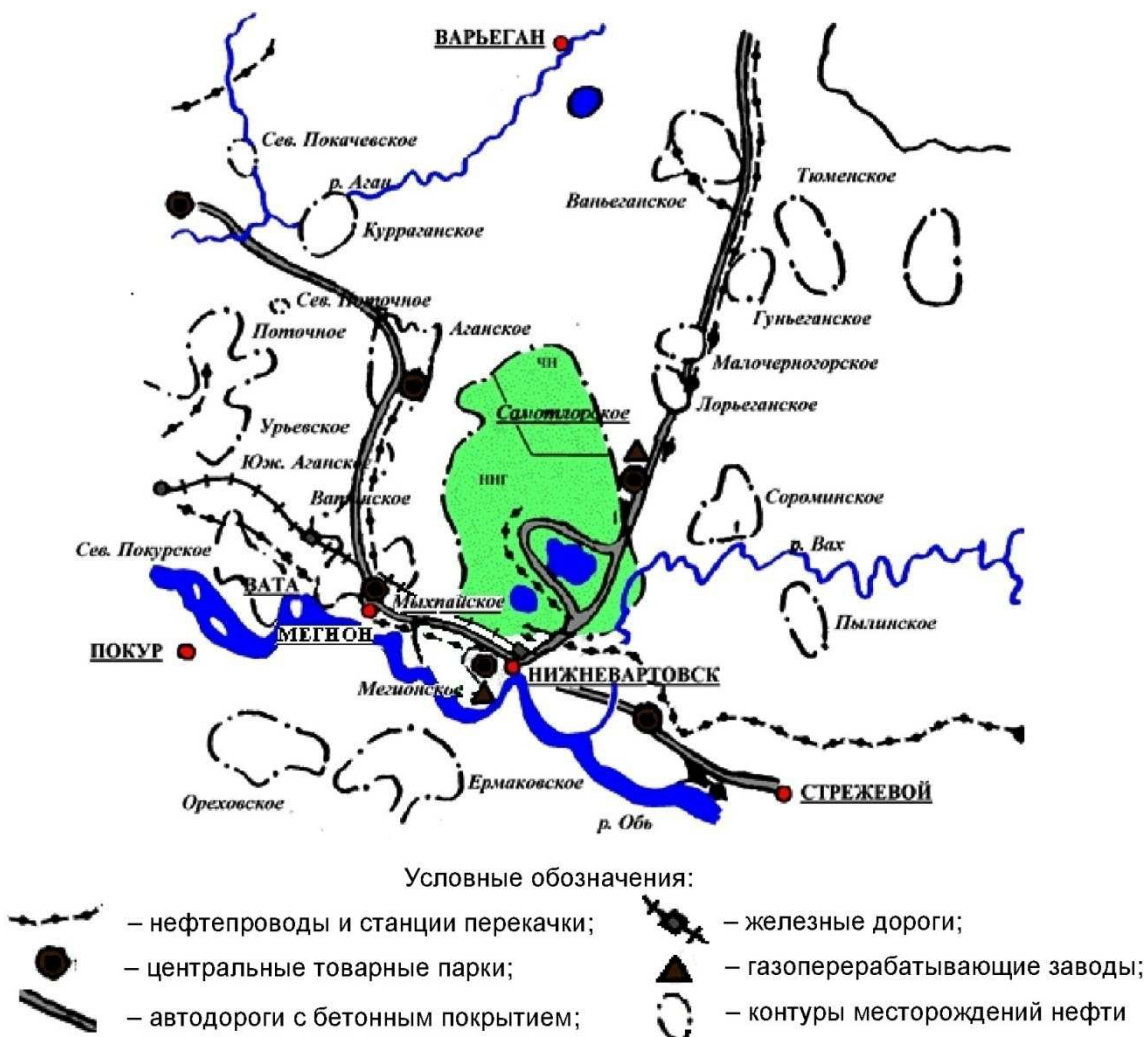 ВАРЬЕГАН
Сев. Покачевское
р. Аган
Тюменское
Ваньеганское
Курраганское
Сев. Поточное
Гуньеганское
Поточное
Аганское
ЧН
Малочерногорское
Самотлорское
Лорьеганское
Урьевское
Юж. Аганское
ННГ
Ватинское
Сороминское
Сев. Покурское
р. Вах
ВАТА
Мыхпайское
МЕГИОН
Пылинское
ПОКУР
НИЖНЕВАРТОВСК
Мегионское
Ермаковское
СТРЕЖЕВОЙ
Ореховское
р. Обь
Условные обозначения:
– нефтепроводы и станции перекачки;
– железные дороги;
– центральные товарные парки;
– газоперерабатывающие заводы;
– автодороги с бетонным покрытием;
– контуры месторождений нефти